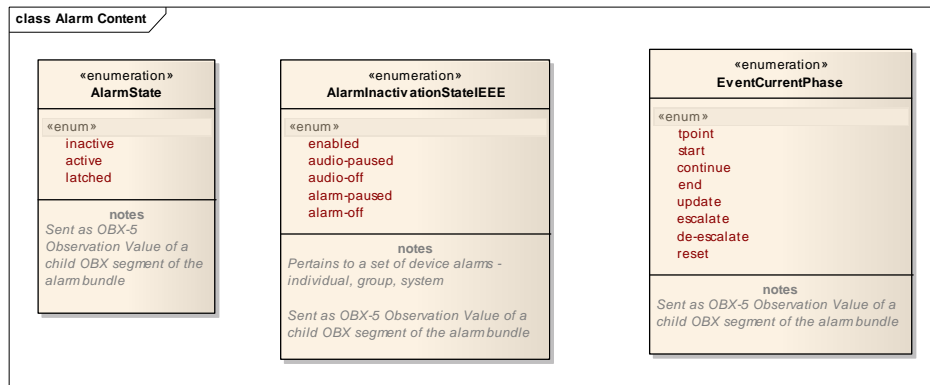 class Alarm Content
«enumeration»
AlarmState
«enum»
inactive
active
latched
notes
Sent as OBX-5
Observation Value of a
child OBX segment of the
alarm bundle
«enumeration»
AlarmInactivationStateIEEE
«enum»
enabled
audio-paused
audio-off
alarm-paused
alarm-off
notes
Pertains to a set of device alarms -
individual, group, system
Sent as OBX-5 Observation Value of a
child OBX segment of the alarm bundle
«enumeration»
EventCurrentPhase
«enum»
tpoint
start
continue
end
update
escalate
de-escalate
reset
notes
Sent as OBX-5 Observation Value of a
child OBX segment of the alarm bundle